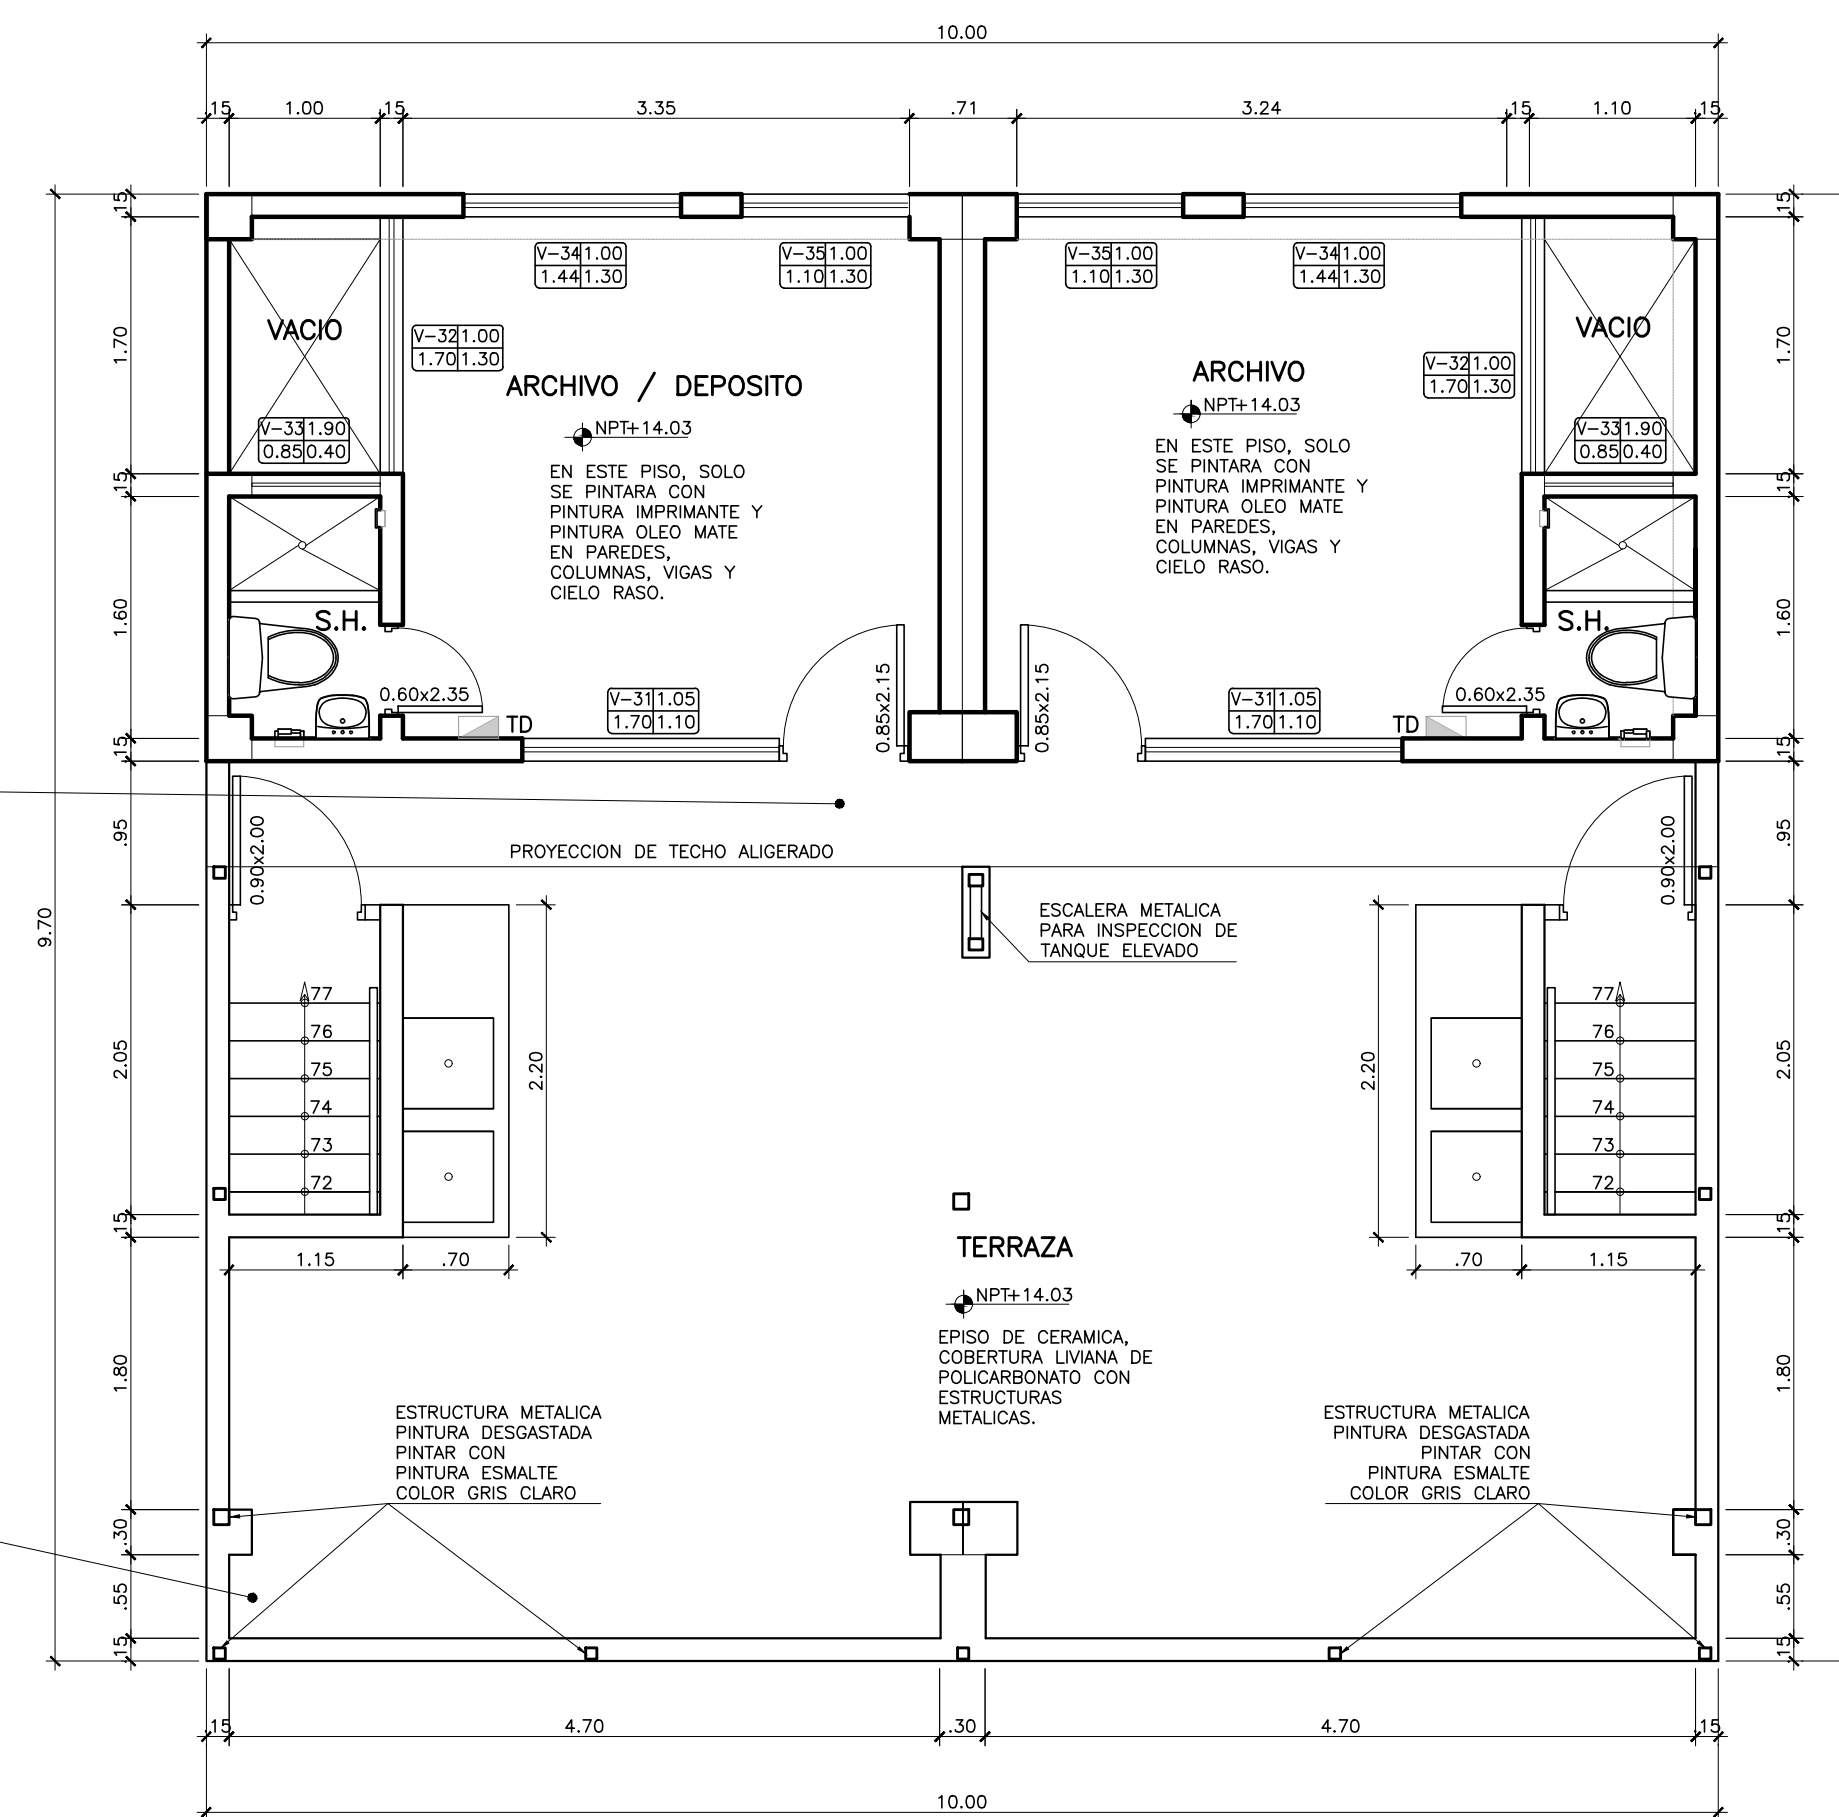 10.00
.15 1.00 .15 3.35 .71 3.24 .15 1.10 .15
.15
.15
V-34 1.00
1.44 1.30
V-35 1.00
1.10 1.30
V-35 1.00
1.10 1.30
V-34 1.00
1.44 1.30
1.70
VACIO
V-32 1.00
1.70 1.30
ARCHIVO / DEPOSITO
NPT+14.03
EN ESTE PISO, SOLO
SE PINTARA CON
PINTURA IMPRIMANTE Y
PINTURA OLEO MATE
EN PAREDES,
COLUMNAS, VIGAS Y
CIELO RASO.
ARCHIVO
NPT+14.03
EN ESTE PISO, SOLO
SE PINTARA CON
PINTURA IMPRIMANTE Y
PINTURA OLEO MATE
EN PAREDES,
COLUMNAS, VIGAS Y
CIELO RASO.
V-32 1.00
1.70 1.30
VACIO
1.70
V-33 1.90
0.85 0.40
V-33 1.90
0.85 0.40
.15
.15
1.60
S.H.
S.H.
1.60
0.60x2.35
TD
V-31 1.05
1.70 1.10
0.85x2.15
0.85x2.15
V-31 1.05
1.70 1.10
TD
0.60x2.35
.15
.15
.95
0.90x2.00
PROYECCION DE TECHO ALIGERADO
0.90x2.00
.95
9.70
ESCALERA METALICA
PARA INSPECCION DE
TANQUE ELEVADO
77
76
75
74
73
72
77
76
75
74
73
72
2.05
2.20
2.20
2.05
.15
.15
1.15 .70
.70 1.15
TERRAZA
NPT+14.03
EPISO DE CERAMICA,
COBERTURA LIVIANA DE
POLICARBONATO CON
ESTRUCTURAS
METALICAS.
1.80
1.80
ESTRUCTURA METALICA
PINTURA DESGASTADA
PINTAR CON
PINTURA ESMALTE
COLOR GRIS CLARO
ESTRUCTURA METALICA
PINTURA DESGASTADA
PINTAR CON
PINTURA ESMALTE
COLOR GRIS CLARO
.30
.30
.55
.55
.15
.15
.15 4.70 .30 4.70 .15
10.00